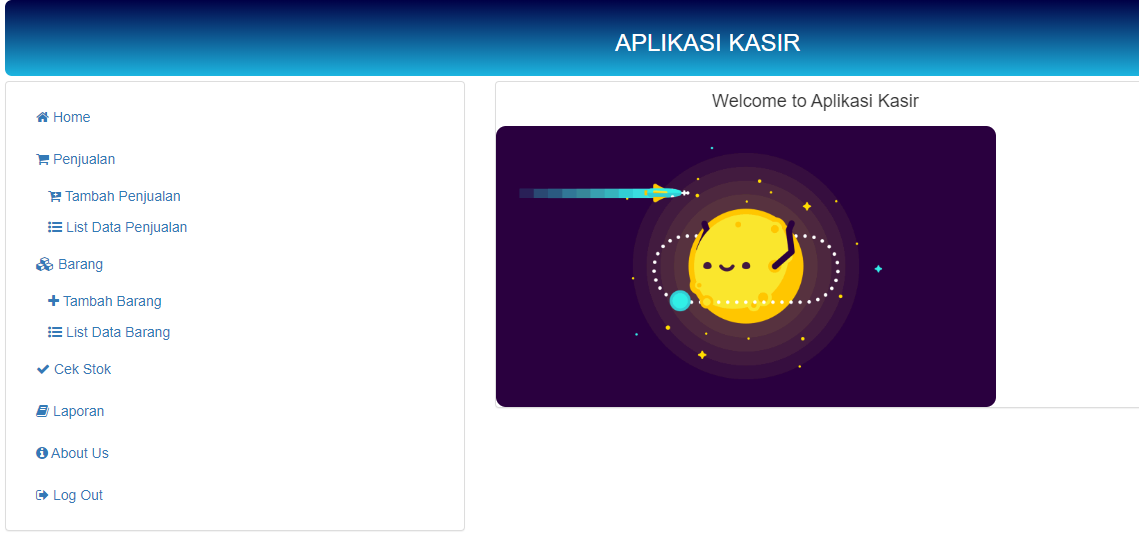 APLIKASI KASIR
Home
Penjualan
Tambah Penjualan
List Data Penjualan
Barang
Tambah Barang
List Data Barang
Cek Stok
Laporan
About Us
Log Out
Welcome to Aplikasi Kasir